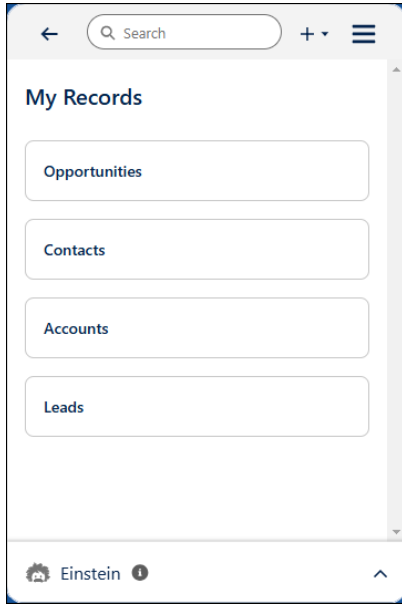 Search
My Records
Opportunities
Contacts
Accounts
Leads
Einstein